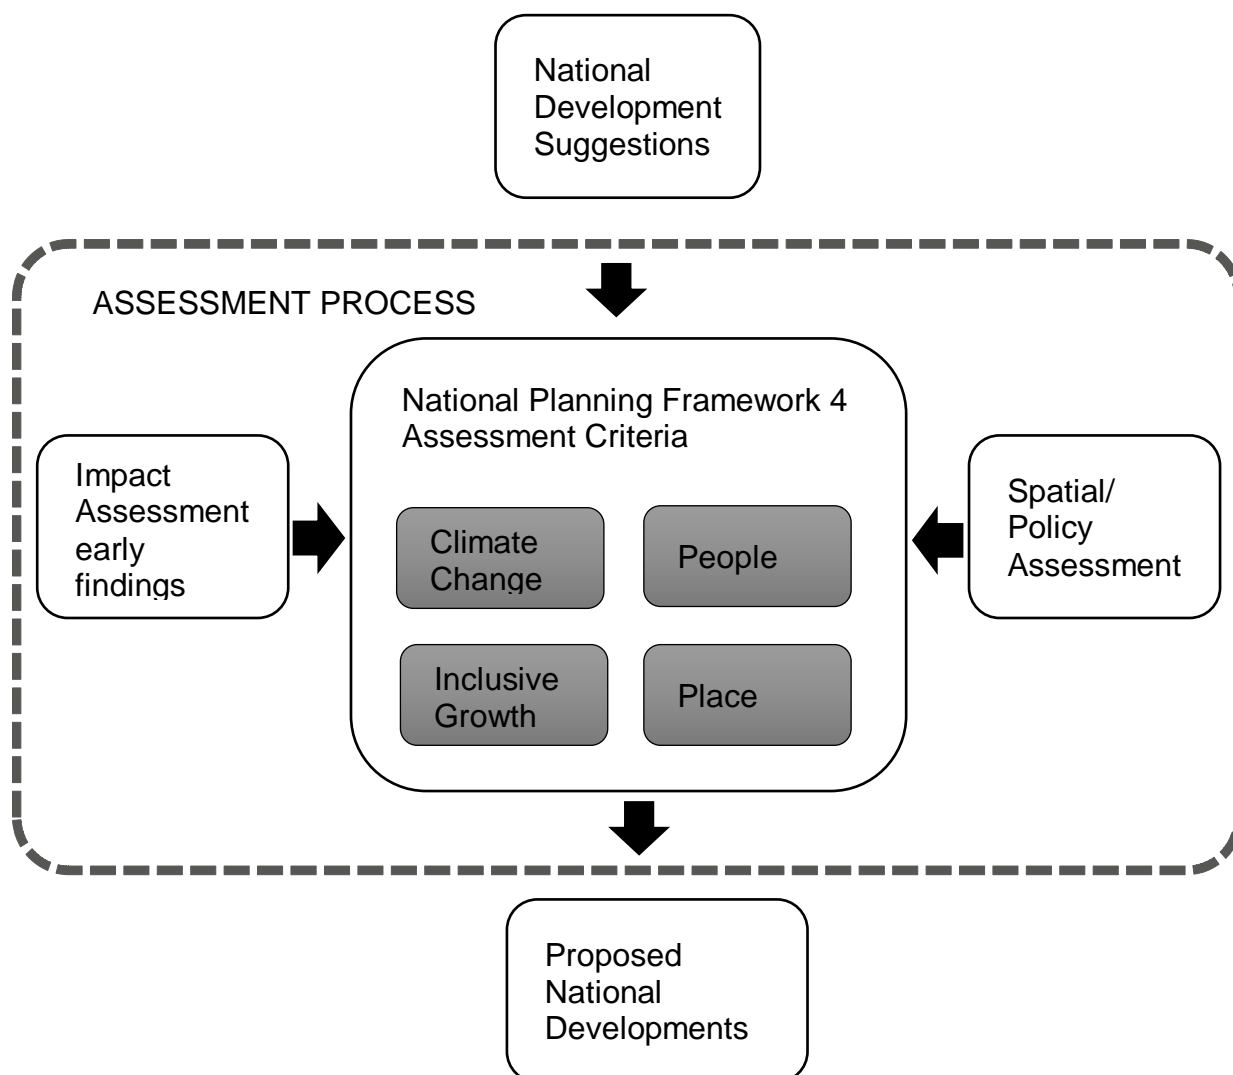 National
Development
Suggestions
ASSESSMENT PROCESS
National Planning Framework 4
Assessment Criteria
Impact
Assessment
early
findings
Climate
Change
People
Inclusive
Growth
Place
Spatial/
Policy
Assessment
Proposed
National
Developments